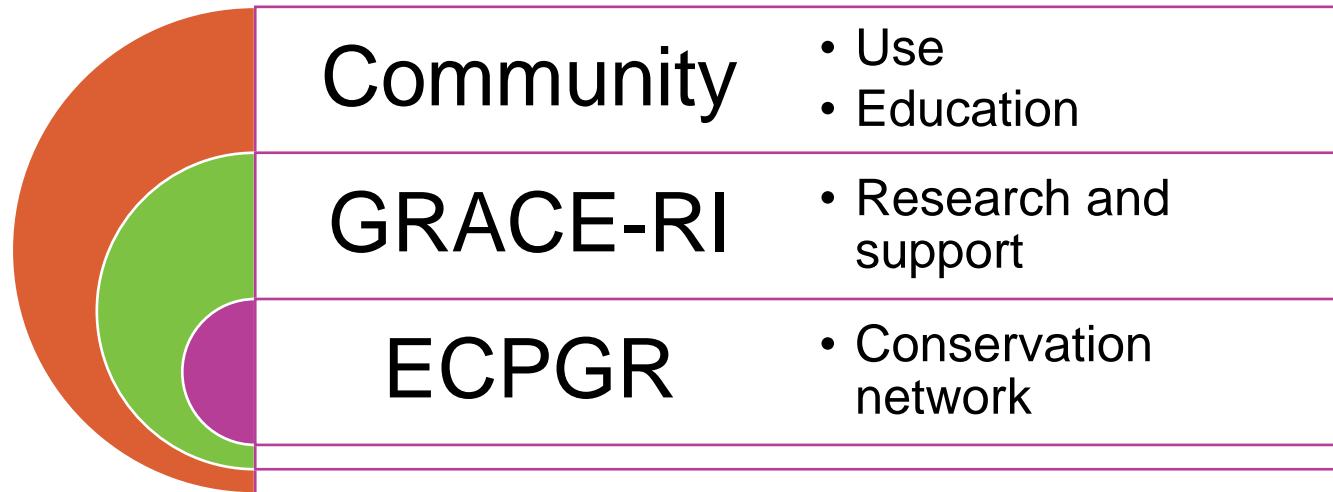 Community
• Use
• Education
GRACE-RI
• Research and
support
ECPGR
• Conservation
network